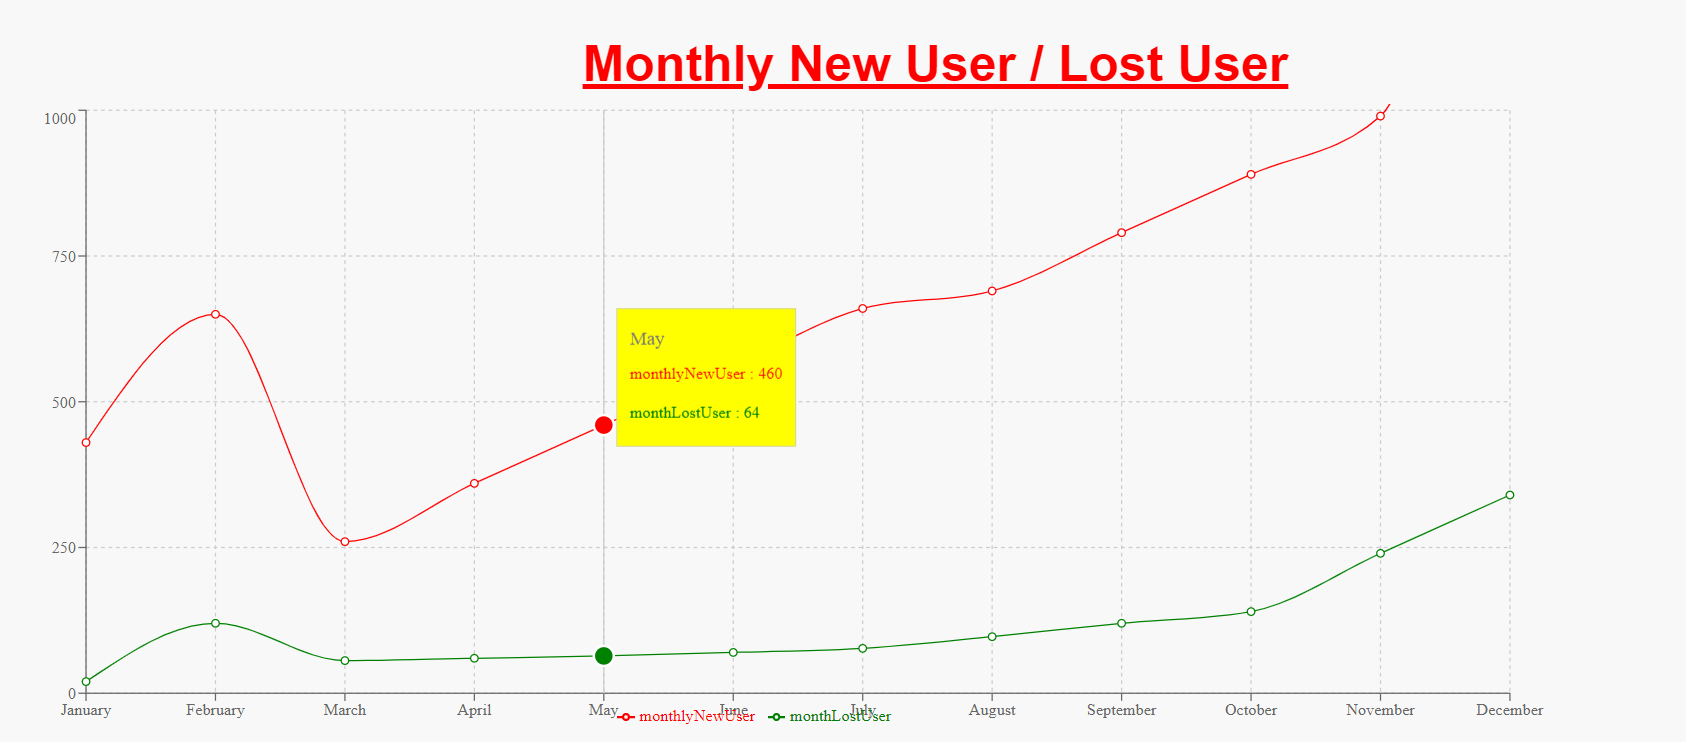 Monthly New User / Lost User
1000
750
500
250
0
May
monthlyNewUser : 460
monthLostUser : 64
January February March April May June July August September October November December
monthlyNewUser monthLostUser